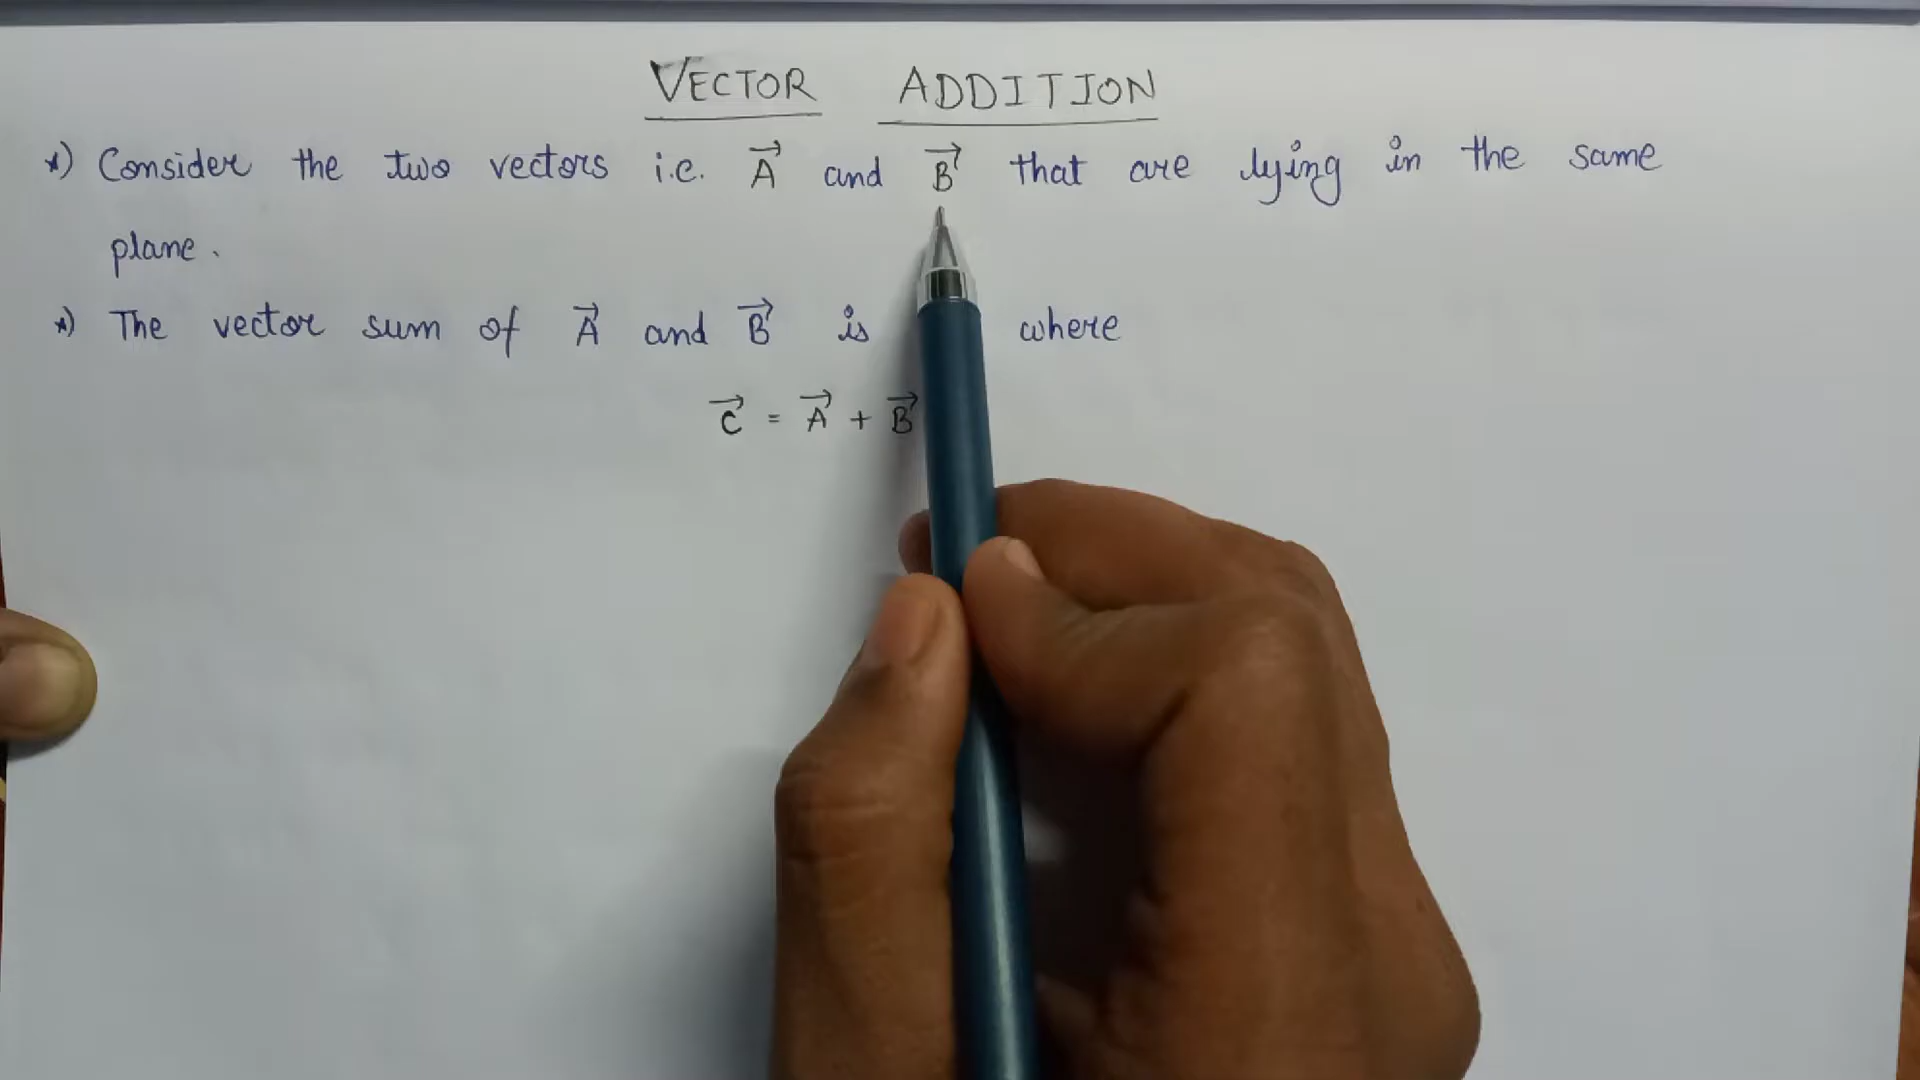 VECTOR ADDITION
*) Consider the two vectors i.e. A⃗ and B⃗ that are lying in the same
plane.
*) The vector sum of A⃗ and B⃗ is where
C⃗ = A⃗ + B⃗